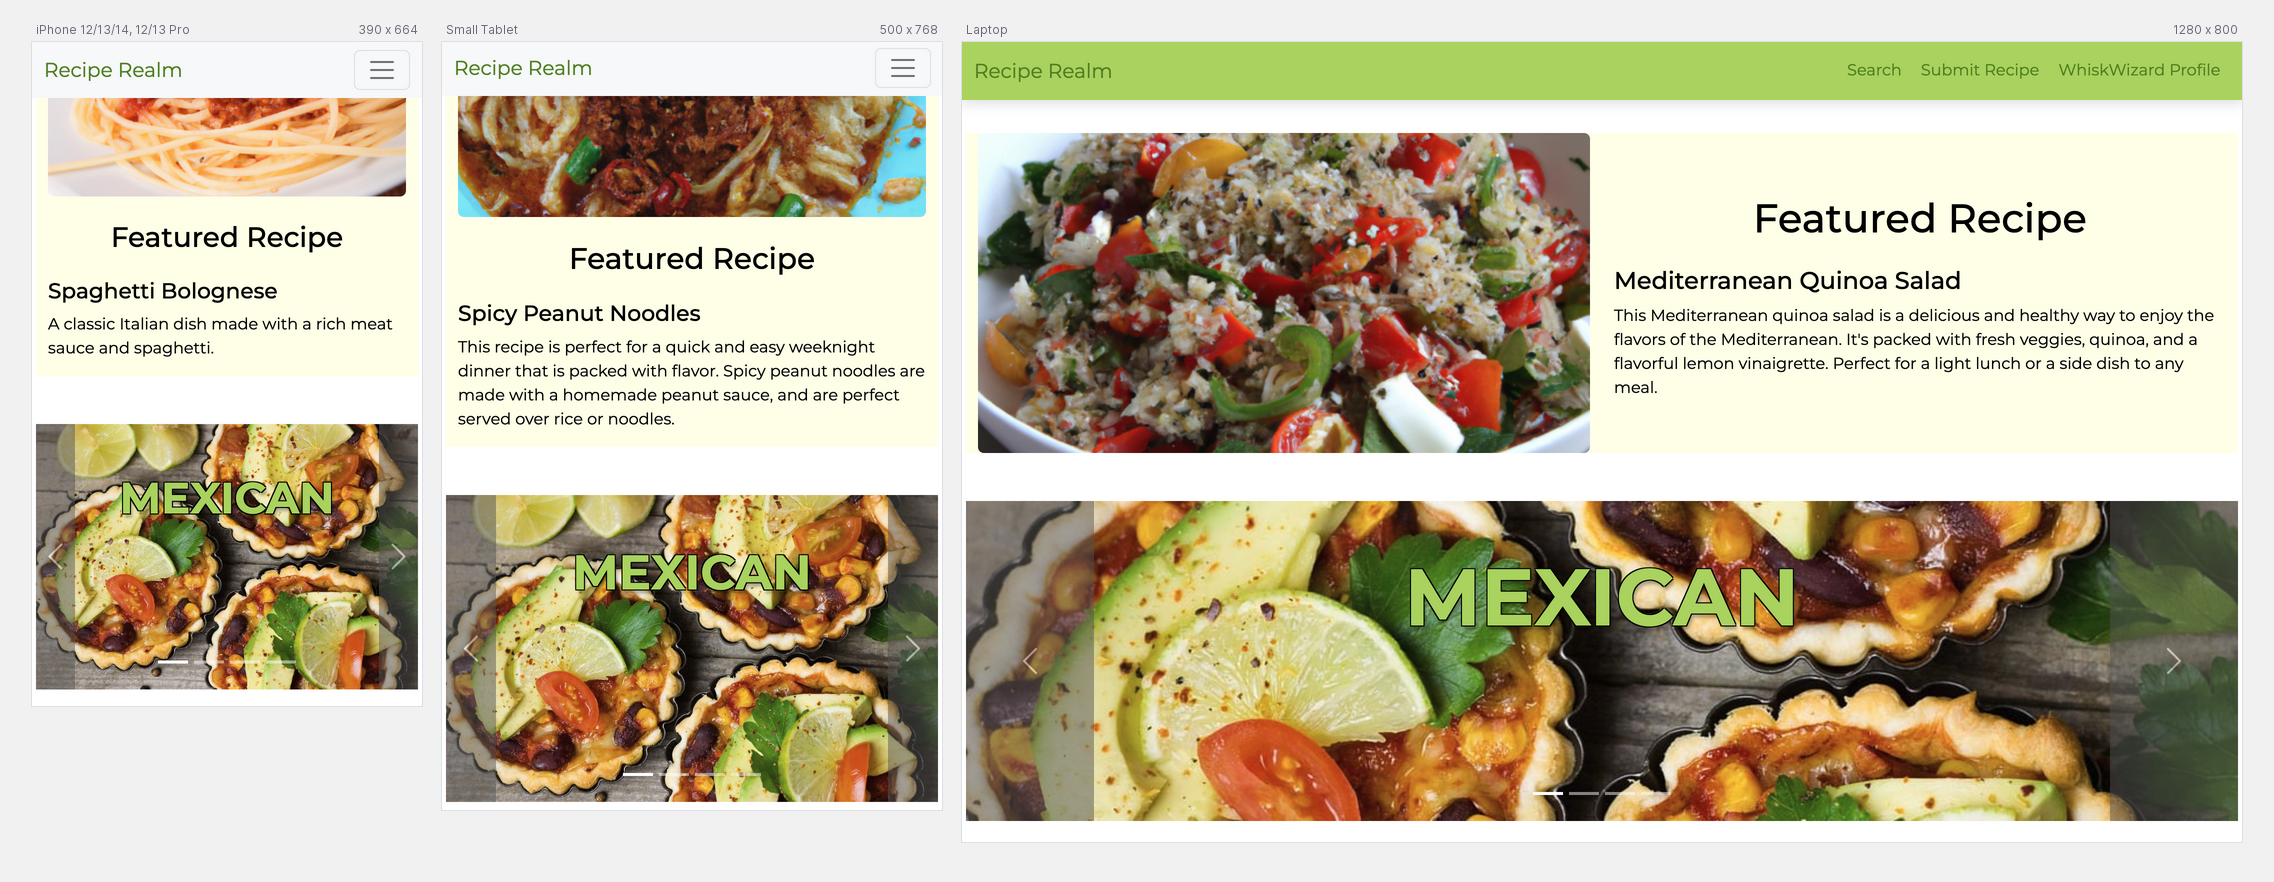 iPhone 12/13/14, 12/13 Pro 390 x 664
Recipe Realm
Featured Recipe
Spaghetti Bolognese
A classic Italian dish made with a rich meat
sauce and spaghetti.
MEXICAN
Small Tablet 500 x 768
Recipe Realm
Featured Recipe
Spicy Peanut Noodles
This recipe is perfect for a quick and easy weeknight
dinner that is packed with flavor. Spicy peanut noodles are
made with a homemade peanut sauce, and are perfect
served over rice or noodles.
MEXICAN
Laptop 1280 x 800
Recipe Realm Search Submit Recipe WhiskWizard Profile
Featured Recipe
Mediterranean Quinoa Salad
This Mediterranean quinoa salad is a delicious and healthy way to enjoy the
flavors of the Mediterranean. It's packed with fresh veggies, quinoa, and a
flavorful lemon vinaigrette. Perfect for a light lunch or a side dish to any
meal.
MEXICAN